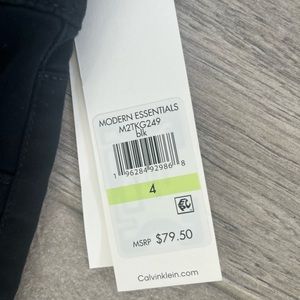 MODERN ESSENTIALS
M2TKG249
blk
1 96284 92986 8
4
MSRP $79.50
Calvinklein.com